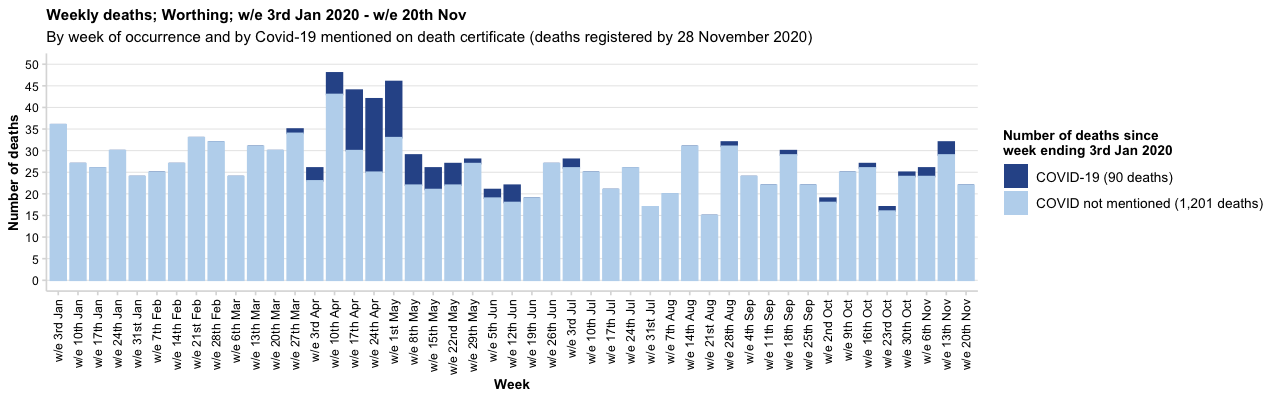 Weekly deaths; Worthing; w/e 3rd Jan 2020 - w/e 20th Nov
By week of occurrence and by Covid-19 mentioned on death certificate (deaths registered by 28 November 2020)
Number of deaths
50
45
40
35
30
25
20
15
10
5
0
w/e 3rd Jan
w/e 10th Jan
w/e 17th Jan
w/e 24th Jan
w/e 31st Jan
w/e 7th Feb
w/e 14th Feb
w/e 21st Feb
w/e 28th Feb
w/e 6th Mar
w/e 13th Mar
w/e 20th Mar
w/e 27th Mar
w/e 3rd Apr
w/e 10th Apr
w/e 17th Apr
w/e 24th Apr
w/e 1st May
w/e 8th May
w/e 15th May
w/e 22nd May
w/e 29th May
w/e 5th Jun
w/e 12th Jun
w/e 19th Jun
w/e 26th Jun
w/e 3rd Jul
w/e 10th Jul
w/e 17th Jul
w/e 24th Jul
w/e 31st Jul
w/e 7th Aug
w/e 14th Aug
w/e 21st Aug
w/e 28th Aug
w/e 4th Sep
w/e 11th Sep
w/e 18th Sep
w/e 25th Sep
w/e 2nd Oct
w/e 9th Oct
w/e 16th Oct
w/e 23rd Oct
w/e 30th Oct
w/e 6th Nov
w/e 13th Nov
w/e 20th Nov
Week
Number of deaths since
week ending 3rd Jan 2020
COVID-19 (90 deaths)
COVID not mentioned (1,201 deaths)